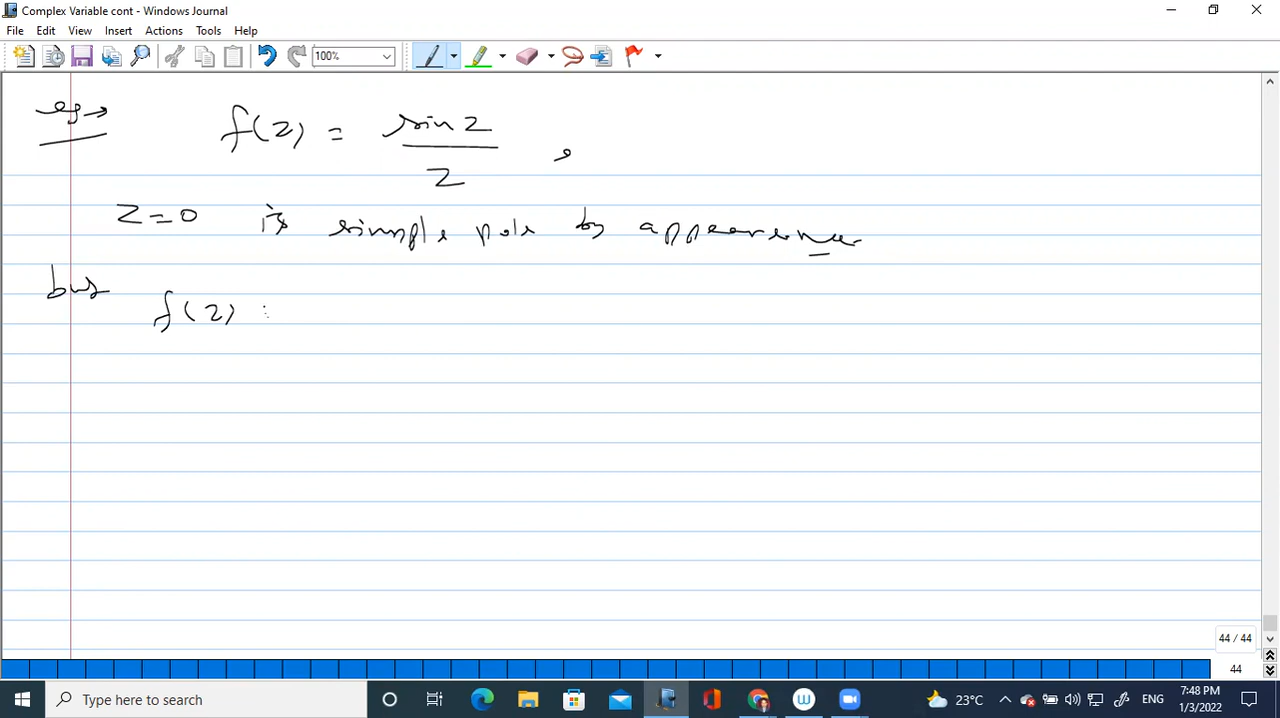 Complex Variable cont - Windows Journal
File Edit View Insert Actions Tools Help
100%
eg→ f(z) = sin z / z ,
z=0 is simple pole by appearence
but f(z) :
44 / 44
44
Type here to search
23°C ENG 7:48 PM
1/3/2022